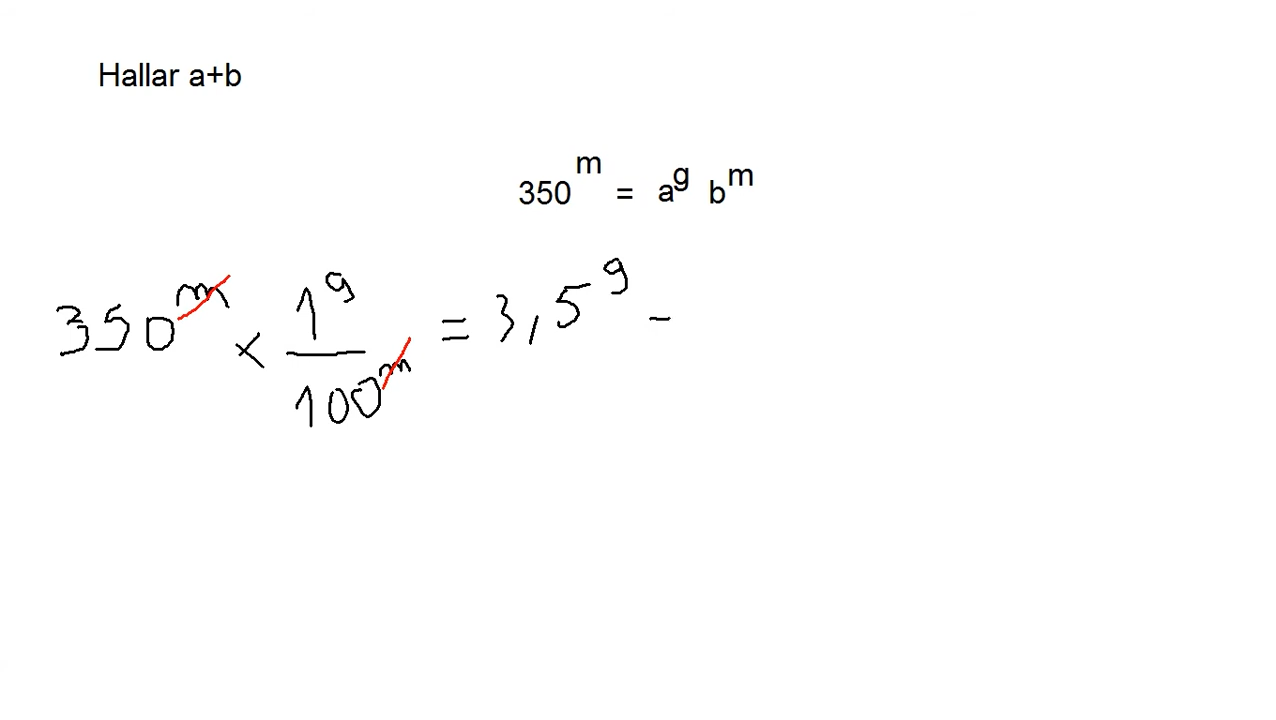 Hallar a+b
350^m = a^g b^m
350^m × 1^g / 100^m = 3,5^g -